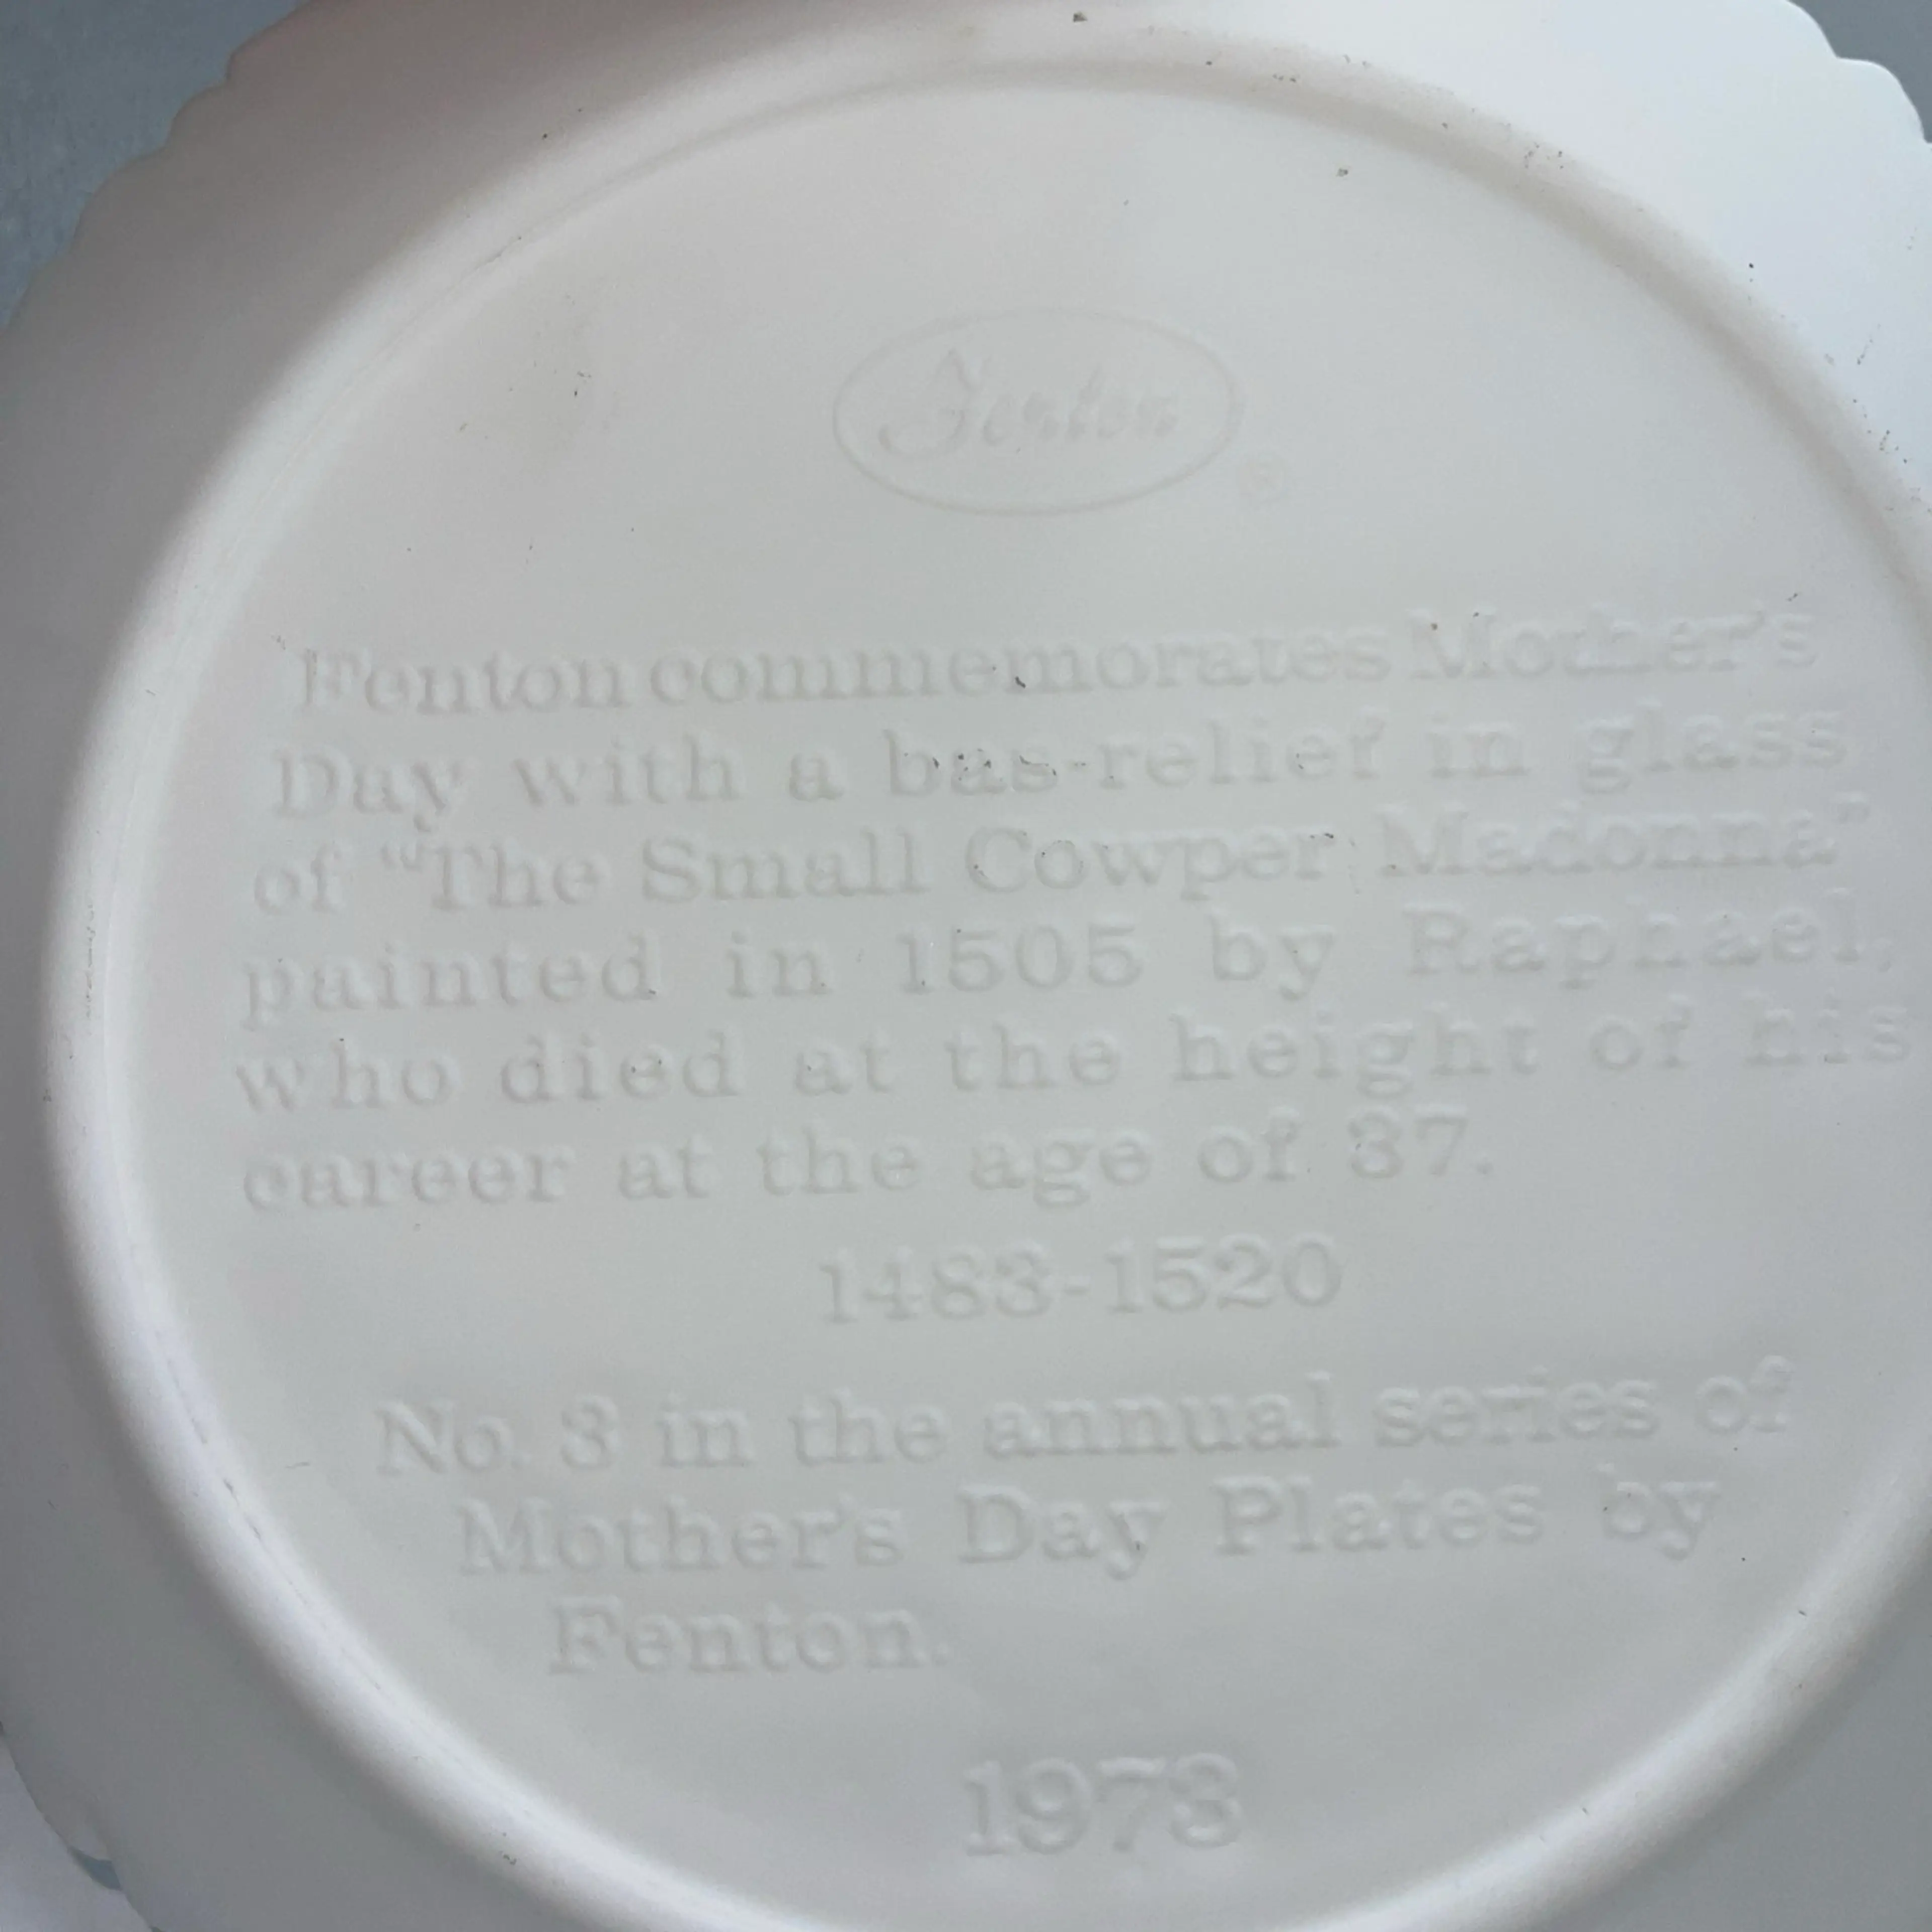 Fenton
®
Fenton commemorates Mother's
Day with a bas-relief in glass
of "The Small Cowper Madonna"
painted in 1505 by Raphael,
who died at the height of his
career at the age of 37.
1483-1520
No. 3 in the annual series of
Mother's Day Plates by
Fenton.
1973